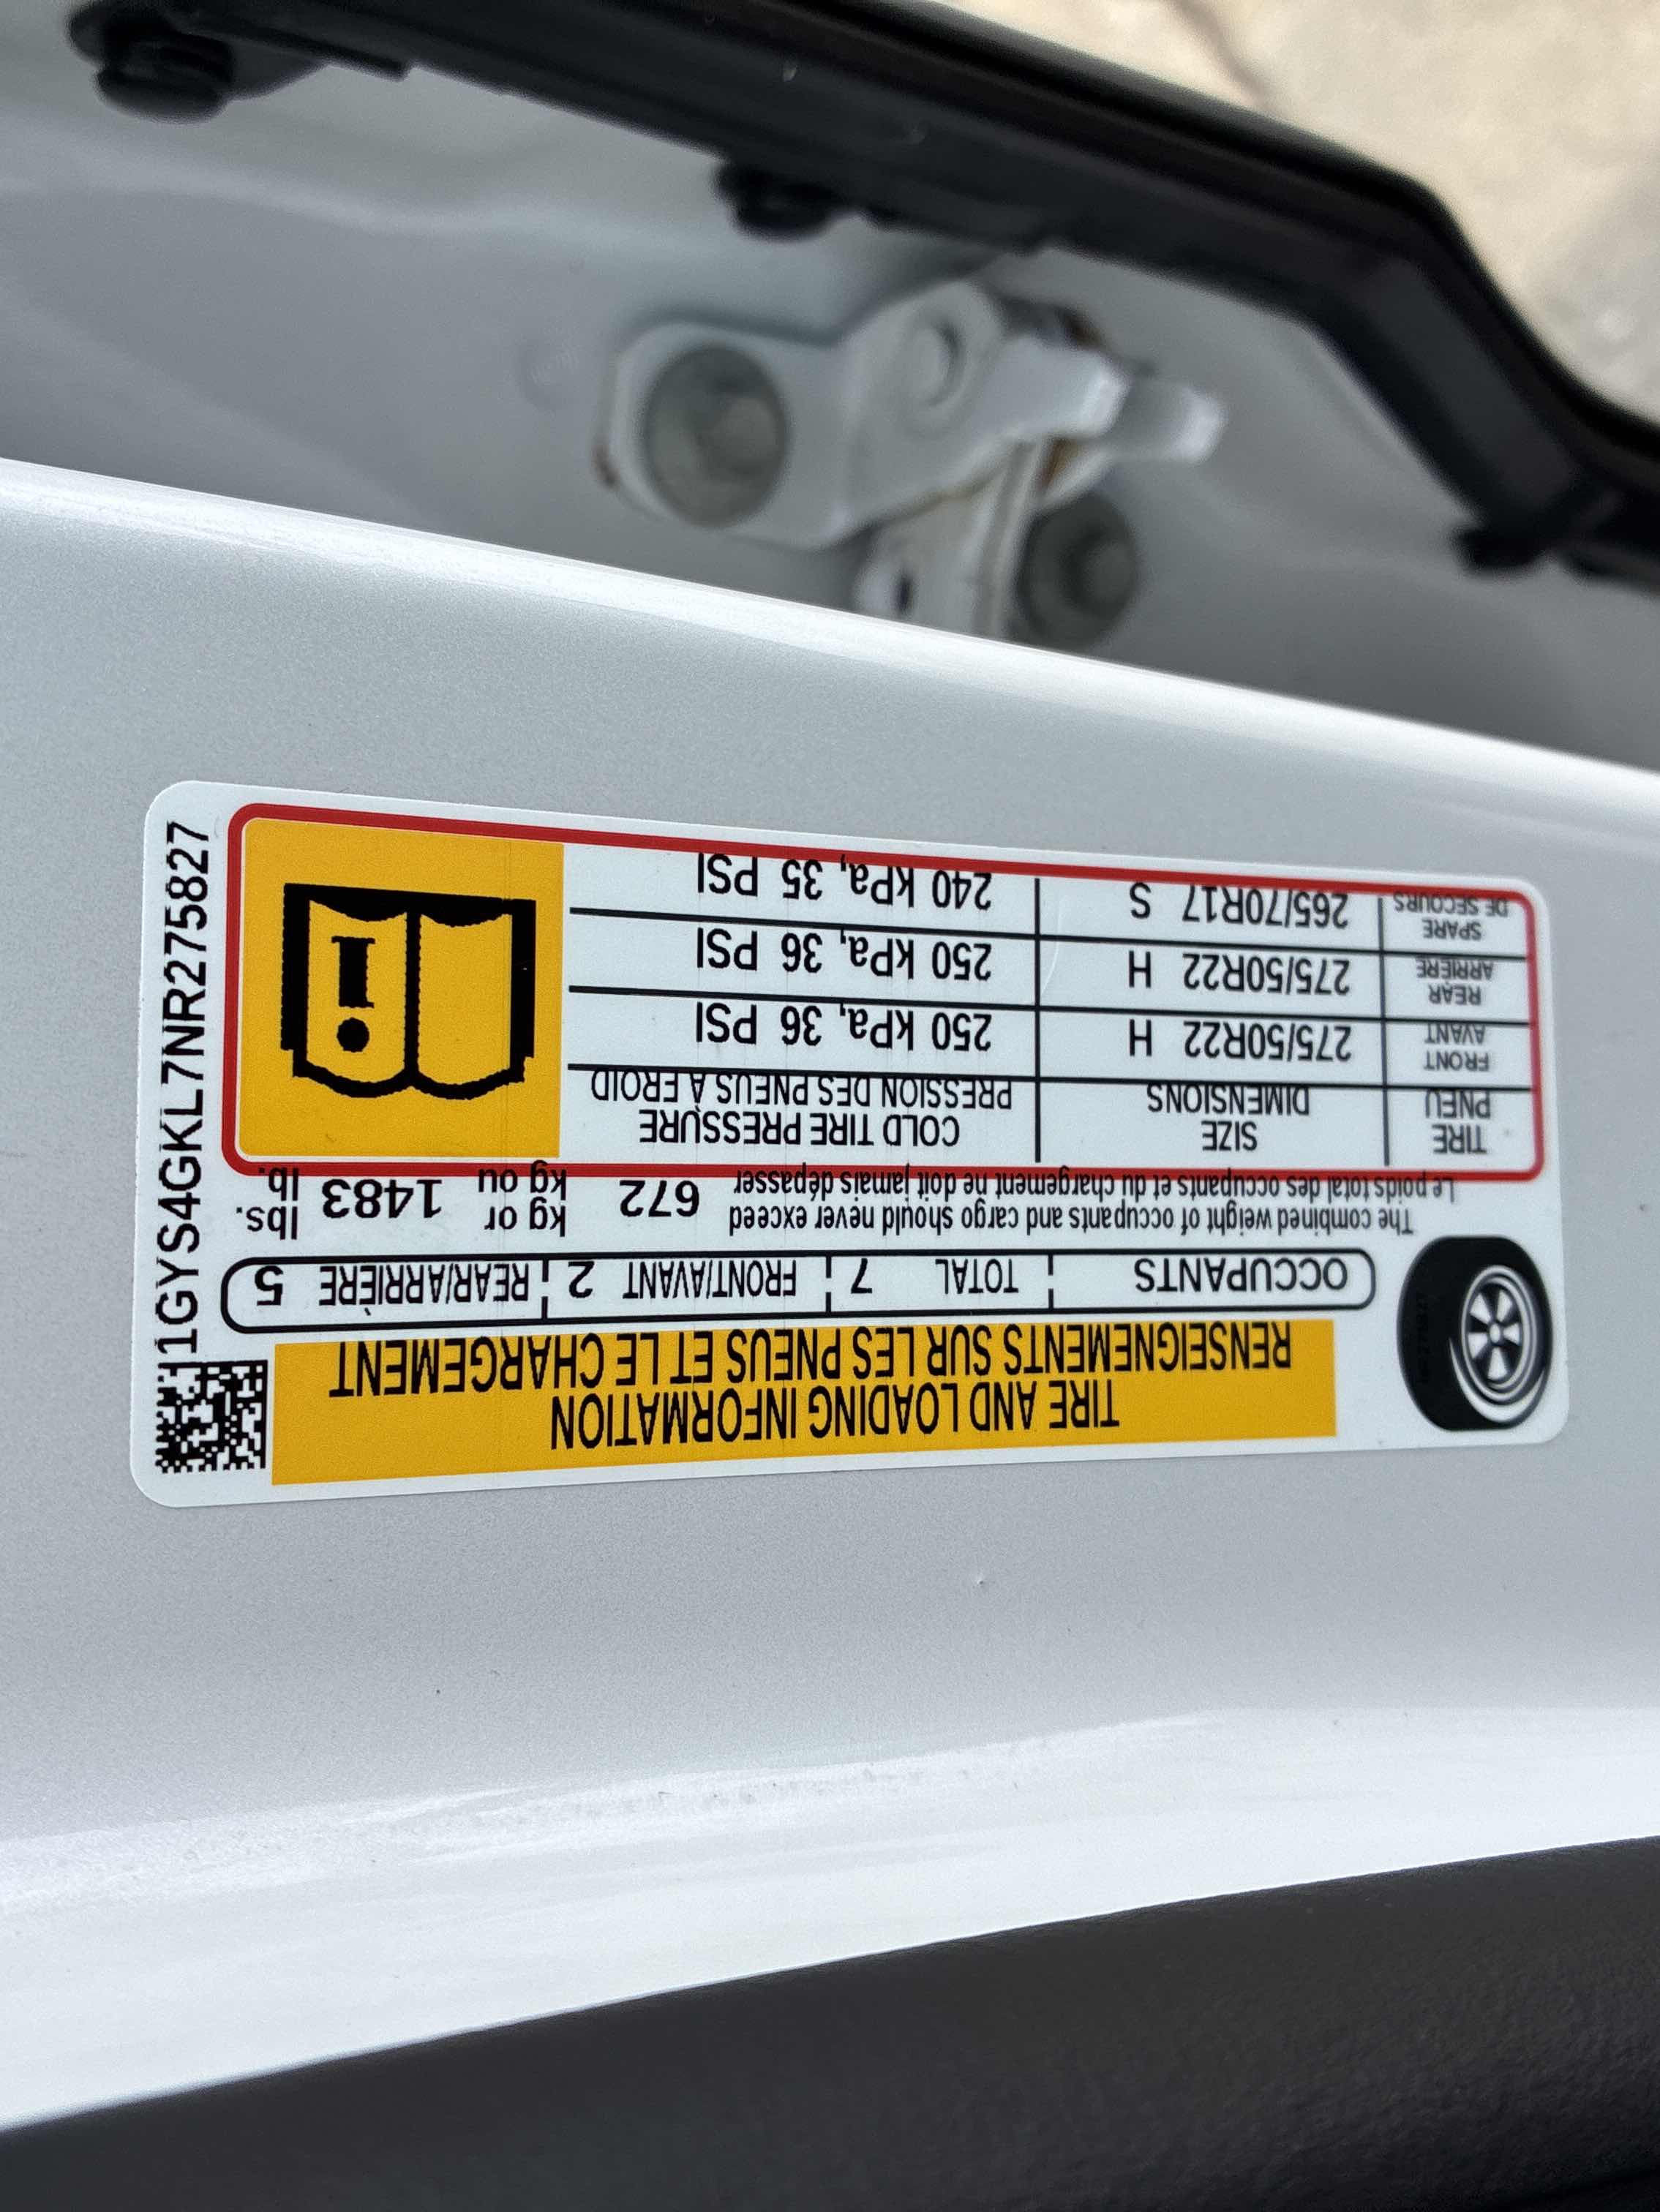 TIRE AND LOADING INFORMATION
RENSEIGNEMENTS SUR LES PNEUS ET LE CHARGEMENT
OCCUPANTS TOTAL 7 FRONT/AVANT 2 REAR/ARRIÈRE 5
The combined weight of occupants and cargo should never exceed
Le poids total des occupants et du chargement ne doit jamais dépasser
672 kg or 1483 lbs.
kg ou lb.
TIRE SIZE COLD TIRE PRESSURE
PNEU DIMENSIONS PRESSION DES PNEUS À FROID
FRONT
AVANT 275/50R22 H 250 kPa, 36 PSI
REAR
ARRIÈRE 275/50R22 H 250 kPa, 36 PSI
SPARE
DE SECOURS 265/70R17 S 240 kPa, 35 PSI
1GYS4GKL7NR275827